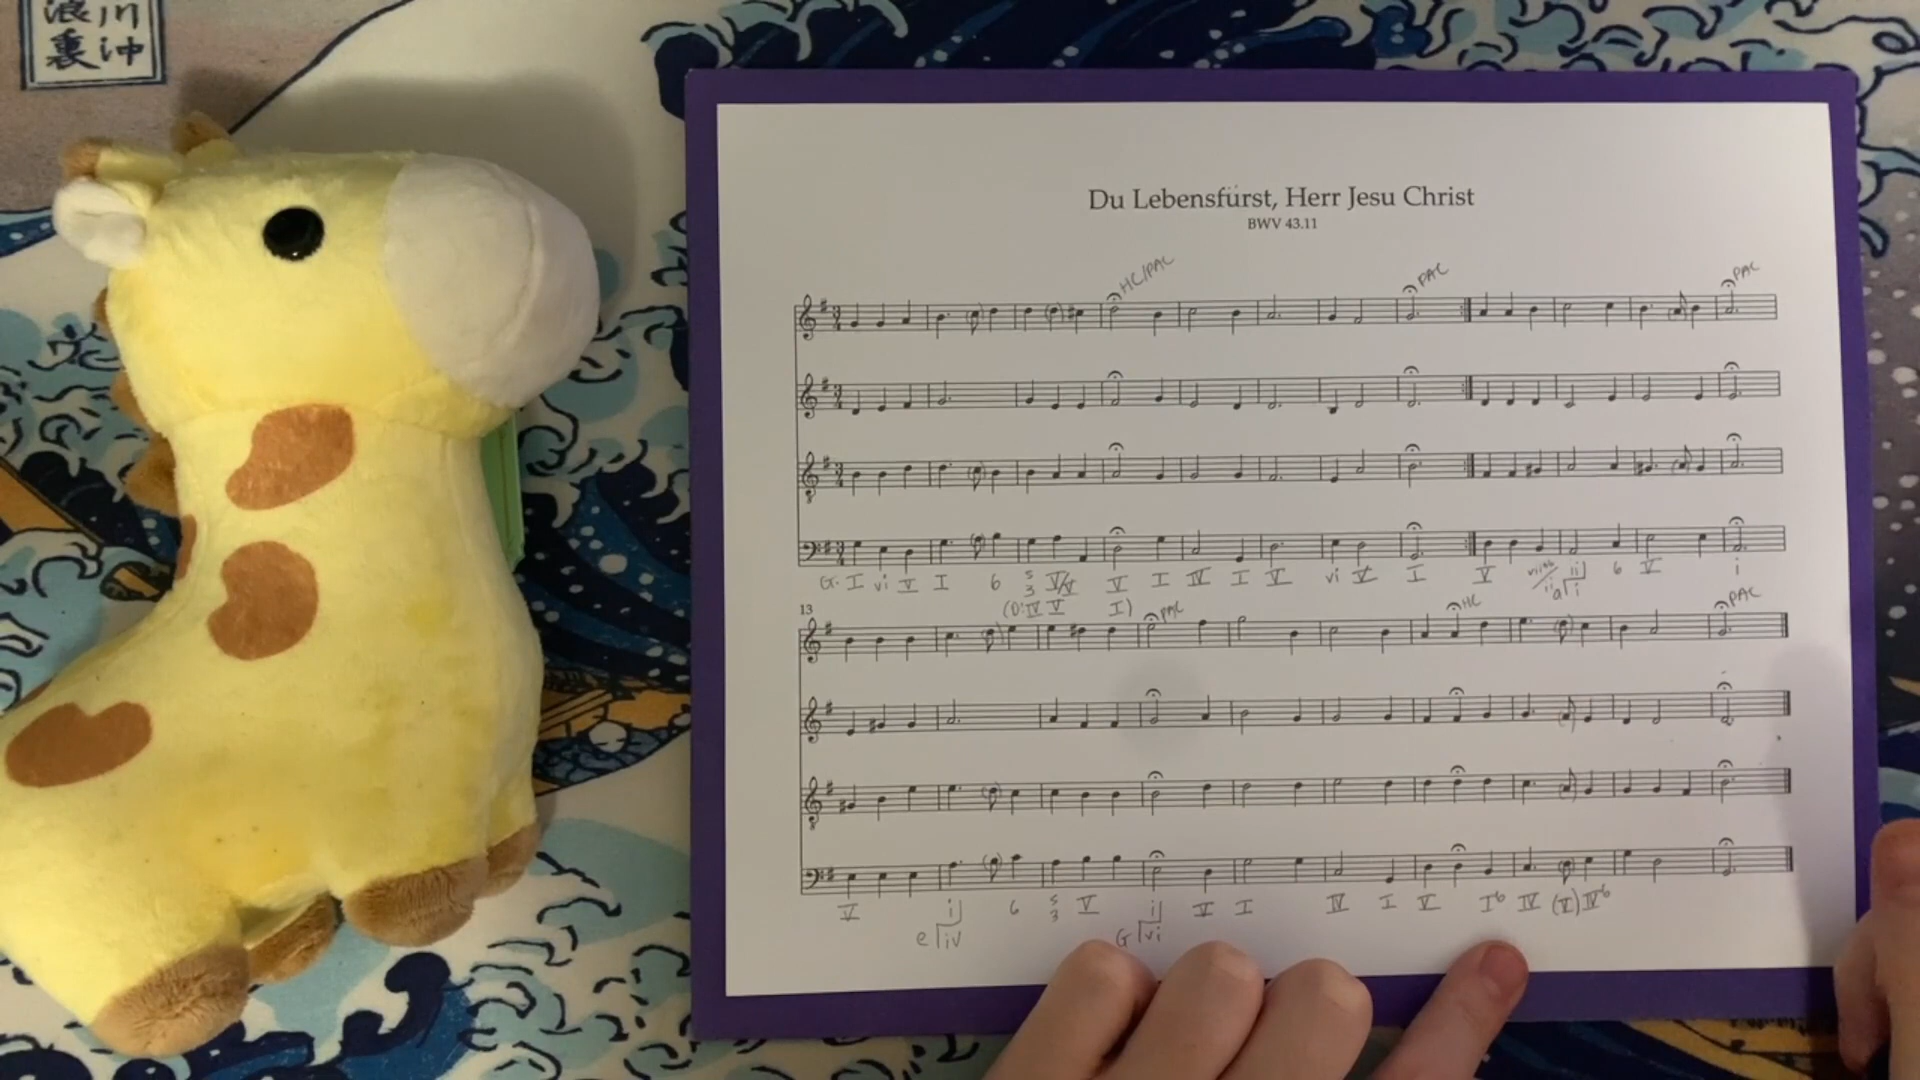 浪 川
裏 沖
Du Lebensfürst, Herr Jesu Christ
BWV 43.11
HC/PAC PAC PAC
G: I vi V I 6 5 V/V V I IV I V vi V I V ii i 6 V i
3
(D: IV V I)
a
13
PAC HC PAC
V i 6 5 V i V I IV I V I6 IV (V) IV6
3
e iv G vi